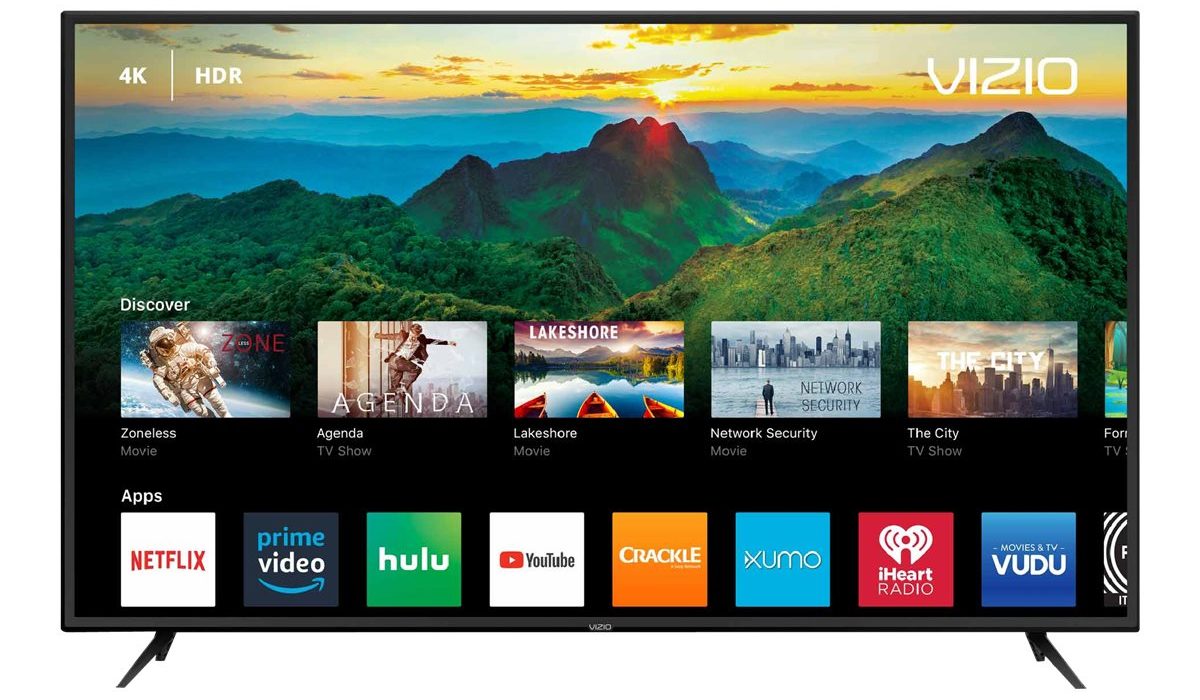 4K | HDR
VIZIO
Discover
ZONE
LESS
AGENDA
LAKESHORE
NETWORK
SECURITY
THE CITY
Zoneless
Movie
Agenda
TV Show
Lakeshore
Movie
Network Security
Movie
The City
TV Show
TV
Apps
NETFLIX
prime
video
hulu
YouTube
CRACKLE
XUMO
iHeart
RADIO
– MOVIES & TV –
VUDU
VIZIO